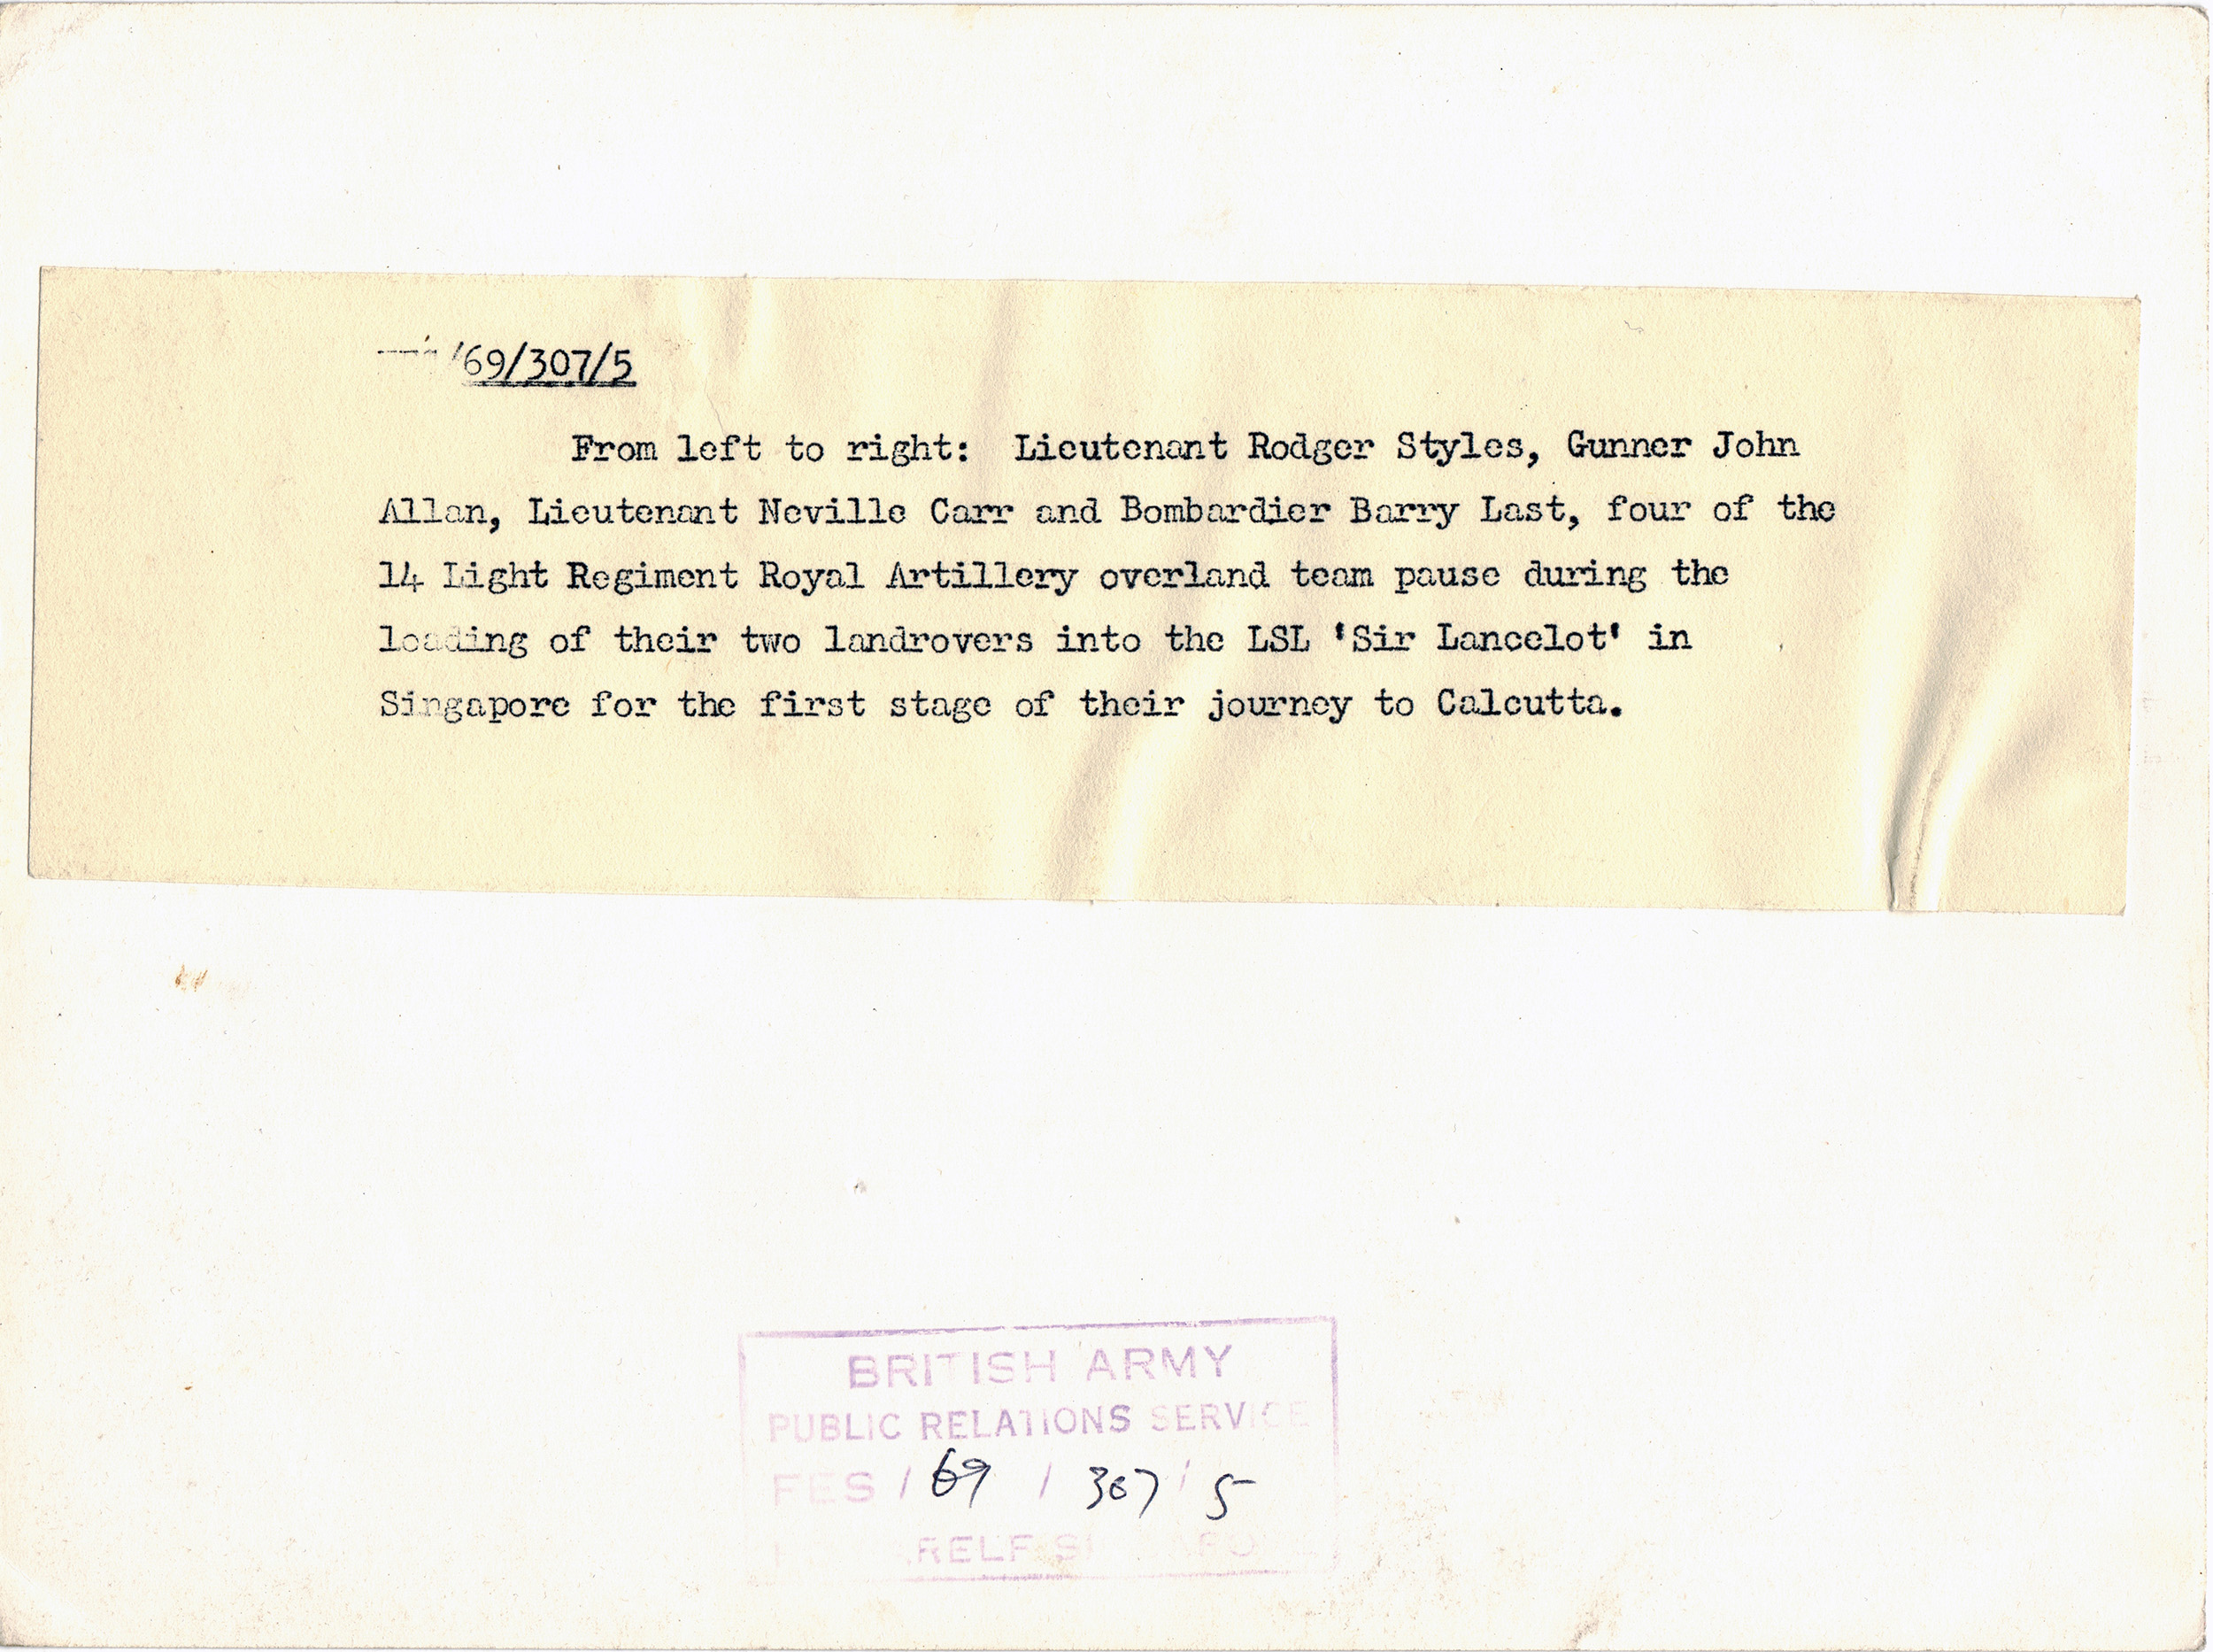 /69/307/5
From left to right: Lieutenant Rodger Styles, Gunner John
Allan, Lieutenant Neville Carr and Bombardier Barry Last, four of the
14 Light Regiment Royal Artillery overland team pause during the
loading of their two landrovers into the LSL 'Sir Lancelot' in
Singapore for the first stage of their journey to Calcutta.
BRITISH ARMY
PUBLIC RELATIONS SERVICE
FES / 69 / 307 / 5